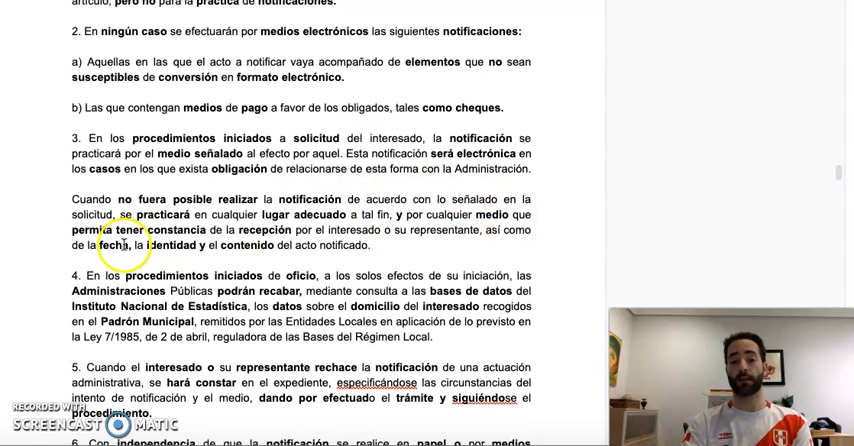 artículo, pero no para la práctica de notificaciones.
2. En ningún caso se efectuarán por medios electrónicos las siguientes notificaciones:
a) Aquellas en las que el acto a notificar vaya acompañado de elementos que no sean
susceptibles de conversión en formato electrónico.
b) Las que contengan medios de pago a favor de los obligados, tales como cheques.
3. En los procedimientos iniciados a solicitud del interesado, la notificación se
practicará por el medio señalado al efecto por aquel. Esta notificación será electrónica en
los casos en los que exista obligación de relacionarse de esta forma con la Administración.
Cuando no fuera posible realizar la notificación de acuerdo con lo señalado en la
solicitud, se practicará en cualquier lugar adecuado a tal fin, y por cualquier medio que
permita tener constancia de la recepción por el interesado o su representante, así como
de la fecha, la identidad y el contenido del acto notificado.
4. En los procedimientos iniciados de oficio, a los solos efectos de su iniciación, las
Administraciones Públicas podrán recabar, mediante consulta a las bases de datos del
Instituto Nacional de Estadística, los datos sobre el domicilio del interesado recogidos
en el Padrón Municipal, remitidos por las Entidades Locales en aplicación de lo previsto en
la Ley 7/1985, de 2 de abril, reguladora de las Bases del Régimen Local.
5. Cuando el interesado o su representante rechace la notificación de una actuación
administrativa, se hará constar en el expediente, especificándose las circunstancias del
intento de notificación y el medio, dando por efectuado el trámite y siguiéndose el
procedimiento.
6. Con independencia de que la notificación se realice en papel o por medios
RECORDED WITH
SCREENCAST MATIC